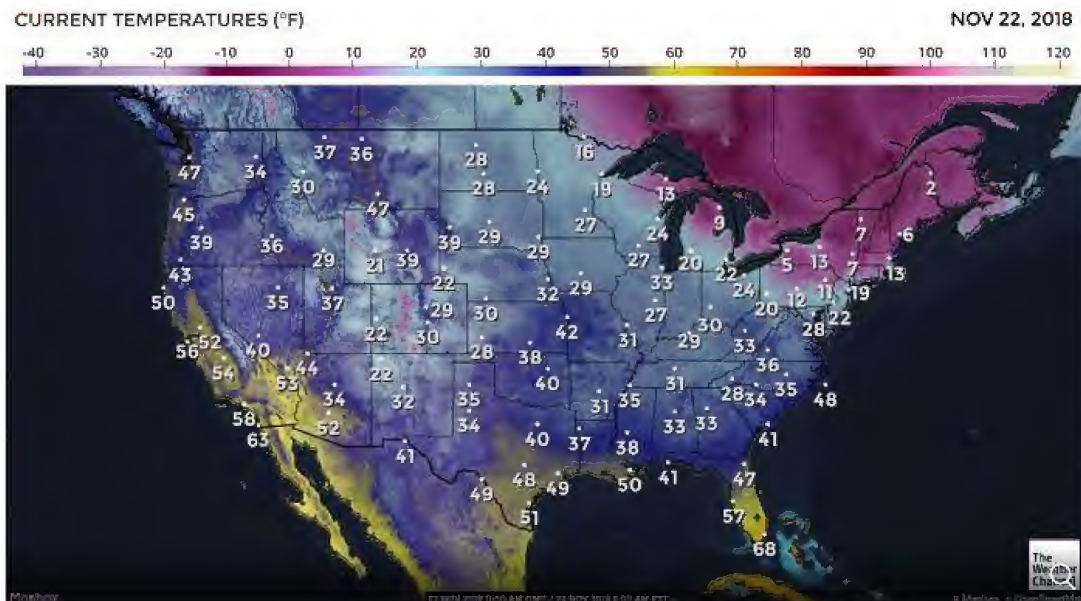 CURRENT TEMPERATURES (°F) NOV 22, 2018
-40 -30 -20 -10 0 10 20 30 40 50 60 70 80 90 100 110 120
37 36 28 16
47 34 30 28 24 19 13 2
47 45 27 24 9 7 6
39 36 39 29 29 27
29 21 39 20 22 5 13 7 13
43 22 33 24
50 35 37 29 32 29 20 12 11 19
22 30 30 27 30 28 22
56 52 40 28 38 43 31 29 33
54 53 44 22 40 31 36
34 32 35 31 35 28 34 35 48
58 52 34 40 37 33 33
63 41 38 41
49 48 49 50 41 47
51 57
68
The
Weather
Channel